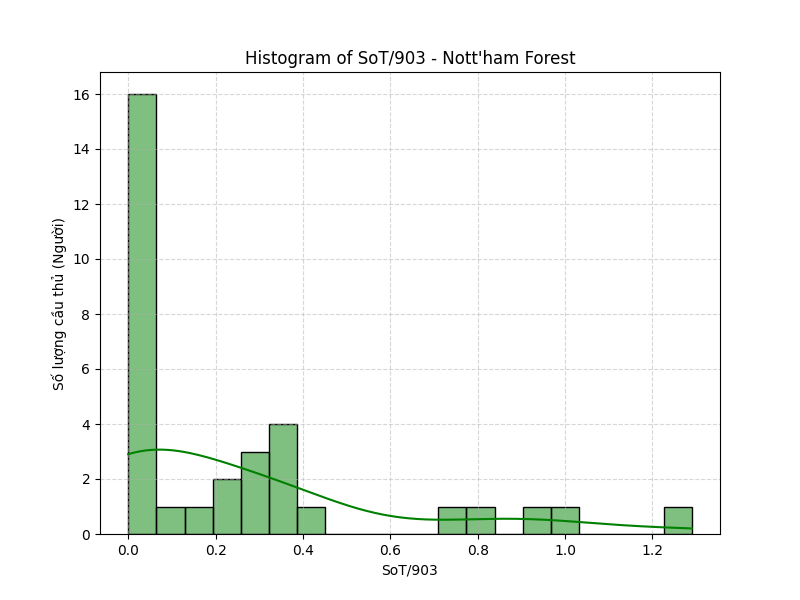 Histogram of SoT/903 - Nott'ham Forest
16
14
12
10
8
6
4
2
0
Số lượng cầu thủ (Người)
0.0 0.2 0.4 0.6 0.8 1.0 1.2
SoT/903